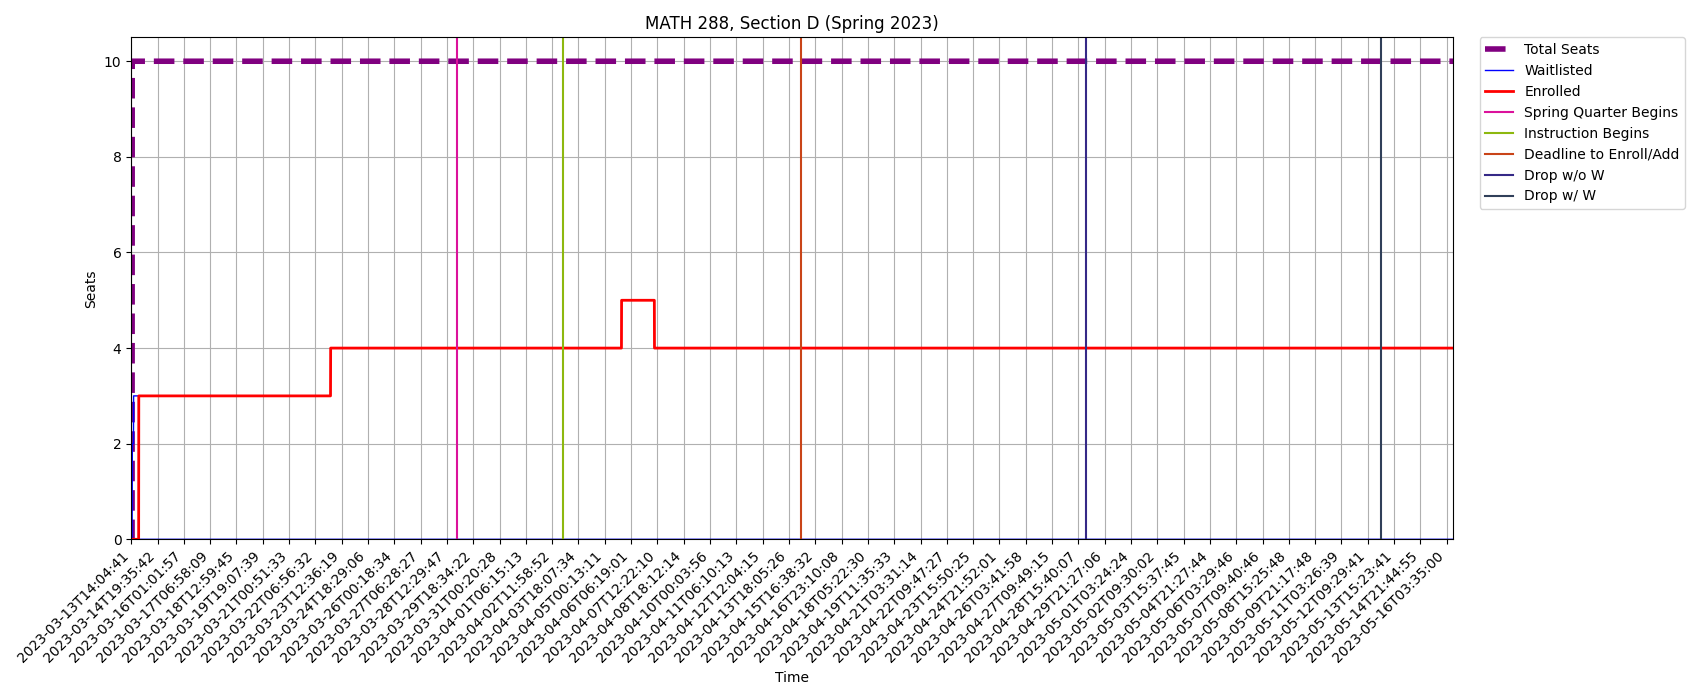 MATH 288, Section D (Spring 2023)
Total Seats
Waitlisted
Enrolled
Spring Quarter Begins
Instruction Begins
Deadline to Enroll/Add
Drop w/o W
Drop w/ W
10
8
6
4
2
0
Seats
2023-03-13T14:04:41
2023-03-14T19:35:42
2023-03-16T01:01:57
2023-03-17T06:58:09
2023-03-18T12:59:45
2023-03-19T19:07:39
2023-03-21T00:51:33
2023-03-22T06:56:32
2023-03-23T12:36:19
2023-03-24T18:29:06
2023-03-26T00:18:34
2023-03-27T06:28:27
2023-03-28T12:29:47
2023-03-29T18:34:22
2023-03-31T00:20:28
2023-04-01T06:15:13
2023-04-02T11:58:52
2023-04-03T18:07:34
2023-04-05T00:13:11
2023-04-06T06:19:01
2023-04-07T12:22:10
2023-04-08T18:12:14
2023-04-10T00:03:56
2023-04-11T06:10:13
2023-04-12T12:04:15
2023-04-13T18:05:26
2023-04-15T16:38:32
2023-04-16T23:10:08
2023-04-18T05:22:30
2023-04-19T11:35:33
2023-04-21T03:31:14
2023-04-22T09:47:27
2023-04-23T15:50:25
2023-04-24T21:52:01
2023-04-26T03:41:58
2023-04-27T09:49:15
2023-04-28T15:40:07
2023-04-29T21:27:06
2023-05-01T03:24:24
2023-05-02T09:30:02
2023-05-03T15:37:45
2023-05-04T21:27:44
2023-05-06T03:29:46
2023-05-07T09:40:46
2023-05-08T15:25:48
2023-05-09T21:17:48
2023-05-11T03:26:39
2023-05-12T09:29:41
2023-05-13T15:23:41
2023-05-14T21:44:55
2023-05-16T03:35:00
Time